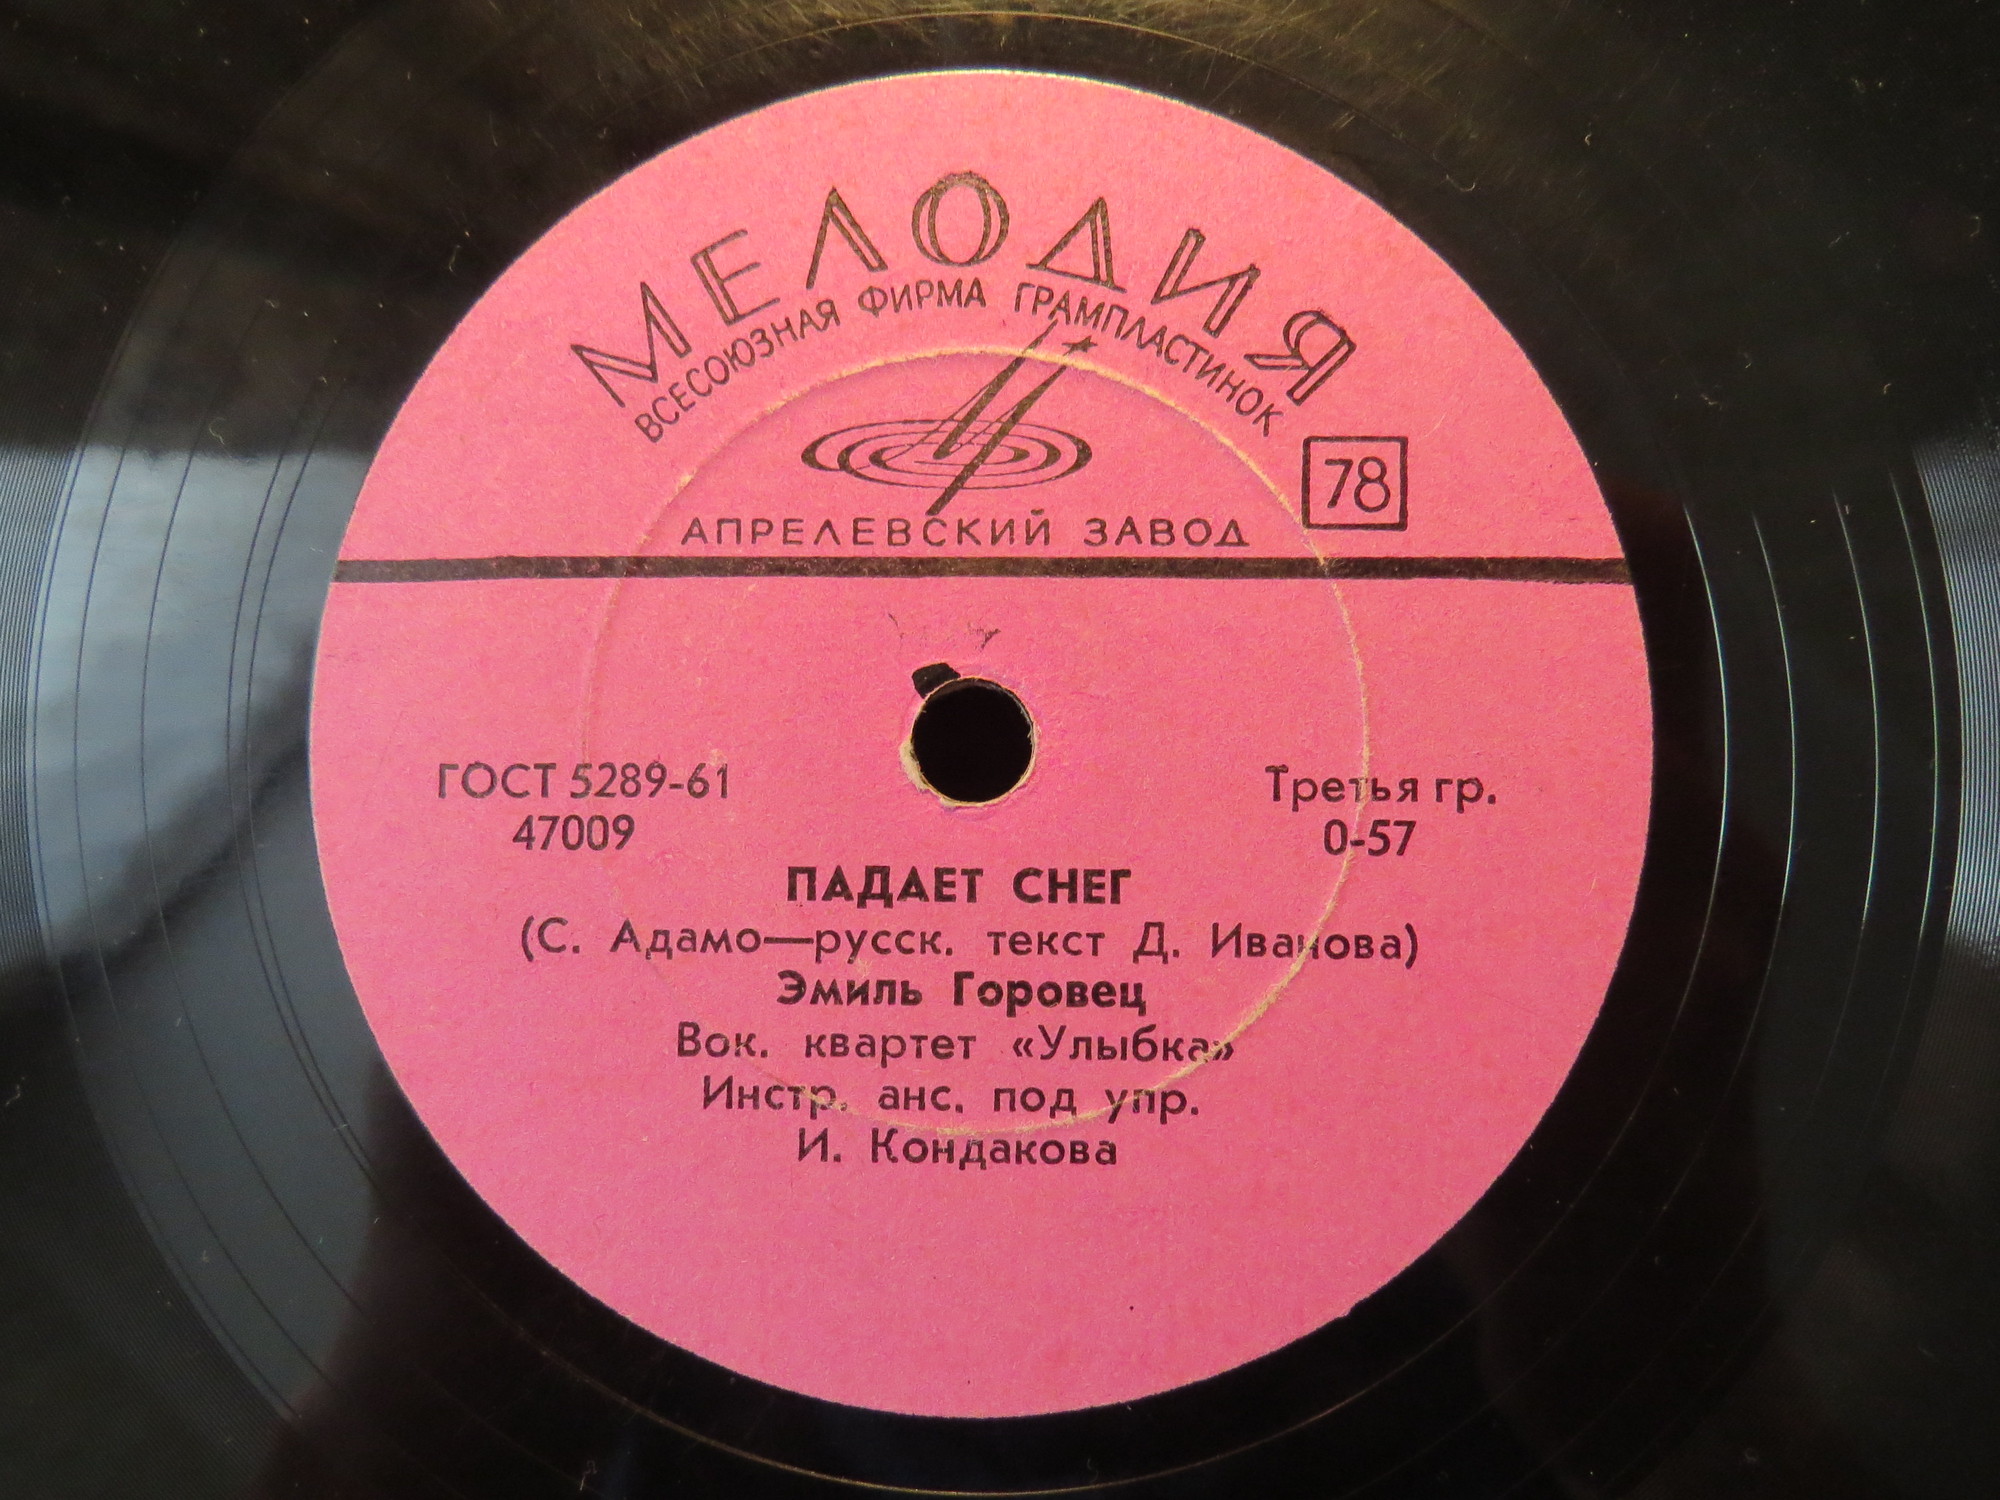 МЕЛОДИЯ
ВСЕСОЮЗНАЯ ФИРМА ГРАМПЛАСТИНОК
78
АПРЕЛЕВСКИЙ ЗАВОД
ГОСТ 5289-61
47009
Третья гр.
0-57
ПАДАЕТ СНЕГ
(С. Адамо—русск. текст Д. Иванова)
Эмиль Горовец
Вок. квартет «Улыбка»
Инстр. анс. под упр.
И. Кондакова